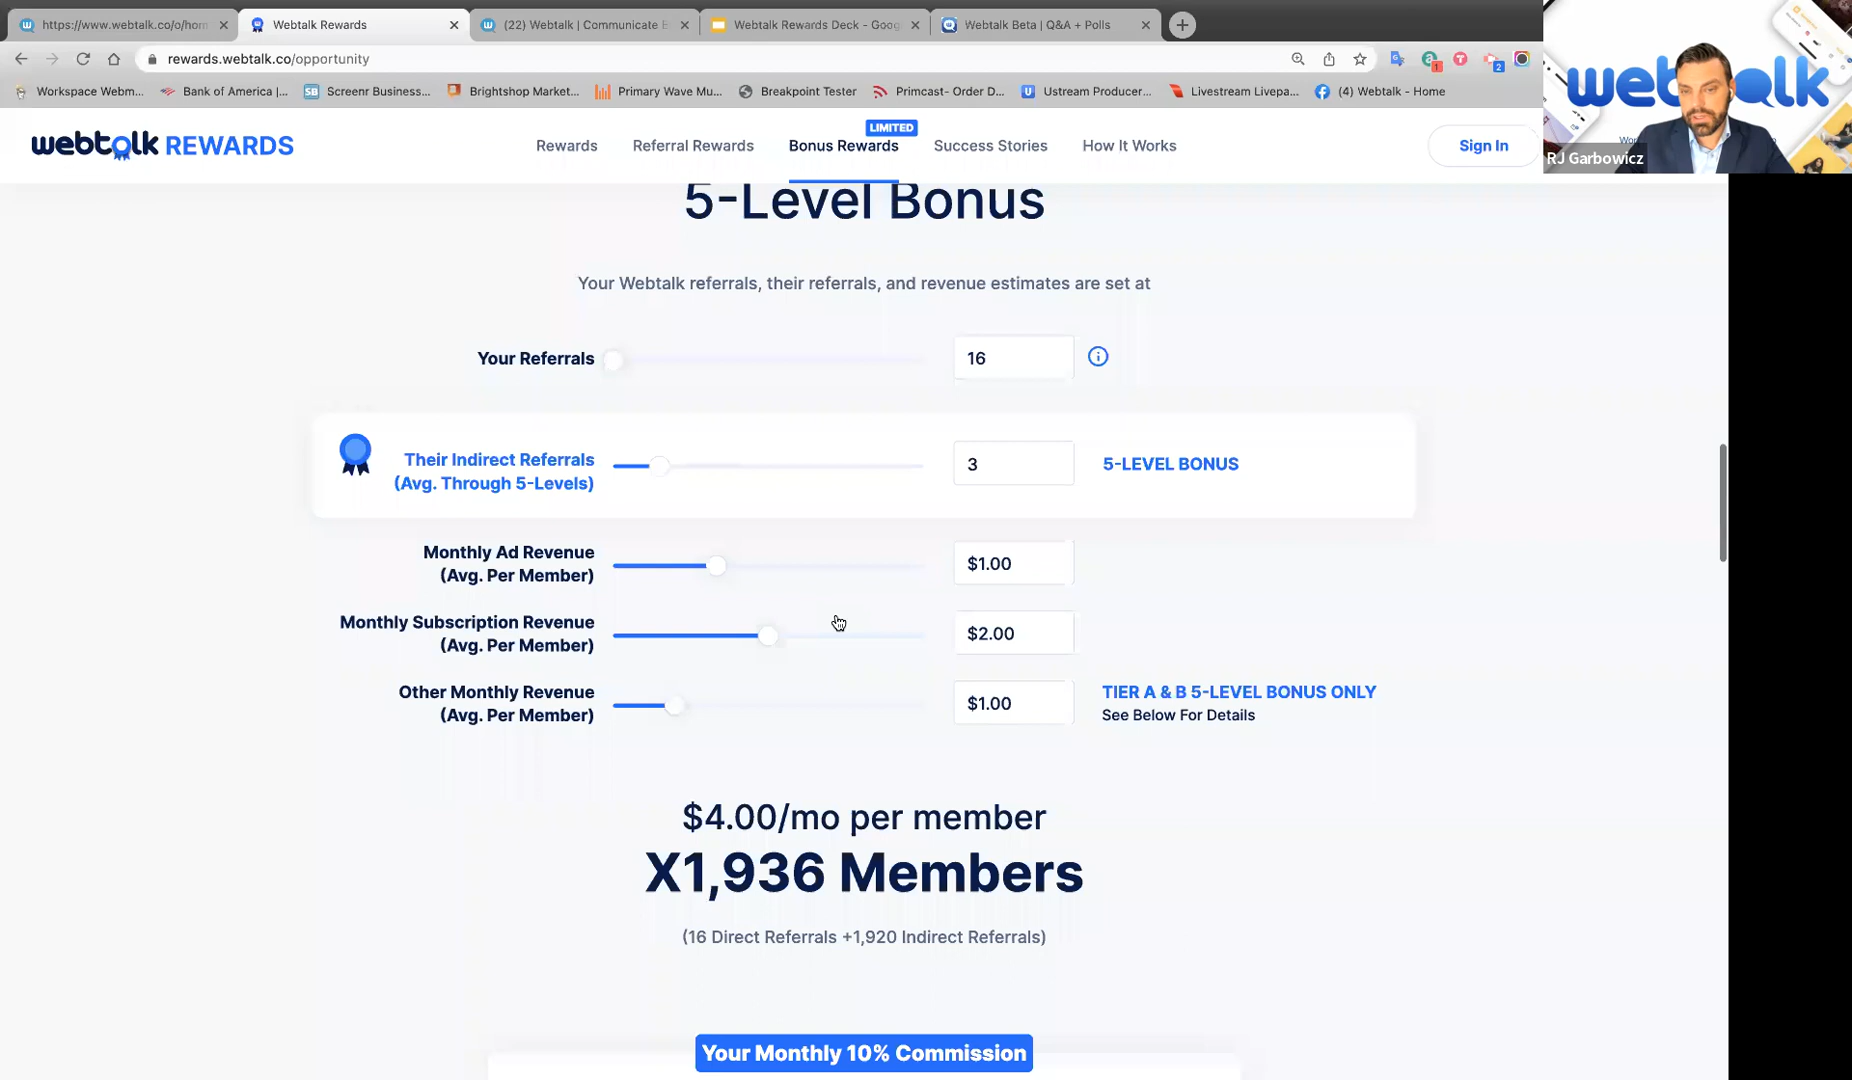 https://www.webtalk.co/o/hom
Webtalk Rewards
(22) Webtalk | Communicate E
Webtalk Rewards Deck - Goog
Webtalk Beta | Q&A + Polls
rewards.webtalk.co/opportunity
Workspace Webm...
Bank of America |...
Screenr Business...
Brightshop Market...
Primary Wave Mu...
Breakpoint Tester
Primcast- Order D...
Ustream Producer...
Livestream Livepa...
(4) Webtalk - Home
webtalk REWARDS
Rewards
Referral Rewards
LIMITED
Bonus Rewards
Success Stories
How It Works
Sign In
RJ Garbowicz
5-Level Bonus
Your Webtalk referrals, their referrals, and revenue estimates are set at
Your Referrals
16
Their Indirect Referrals
(Avg. Through 5-Levels)
3
5-LEVEL BONUS
Monthly Ad Revenue
(Avg. Per Member)
$1.00
Monthly Subscription Revenue
(Avg. Per Member)
$2.00
Other Monthly Revenue
(Avg. Per Member)
$1.00
TIER A & B 5-LEVEL BONUS ONLY
See Below For Details
$4.00/mo per member
X1,936 Members
(16 Direct Referrals +1,920 Indirect Referrals)
Your Monthly 10% Commission